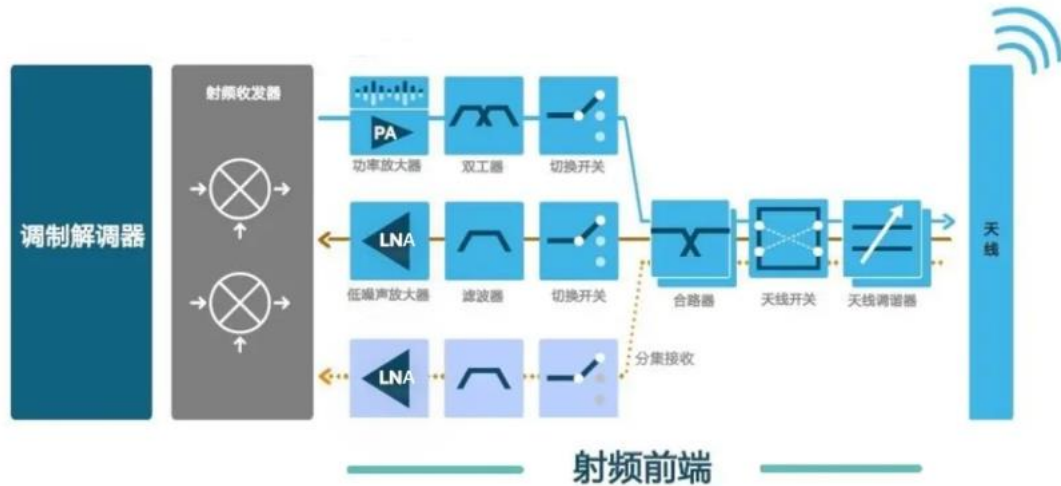 射频收发器
调制解调器
PA
功率放大器
双工器
切换开关
LNA
低噪声放大器
滤波器
切换开关
合路器
天线开关
天线调谐器
天线
LNA
分集接收
射频前端